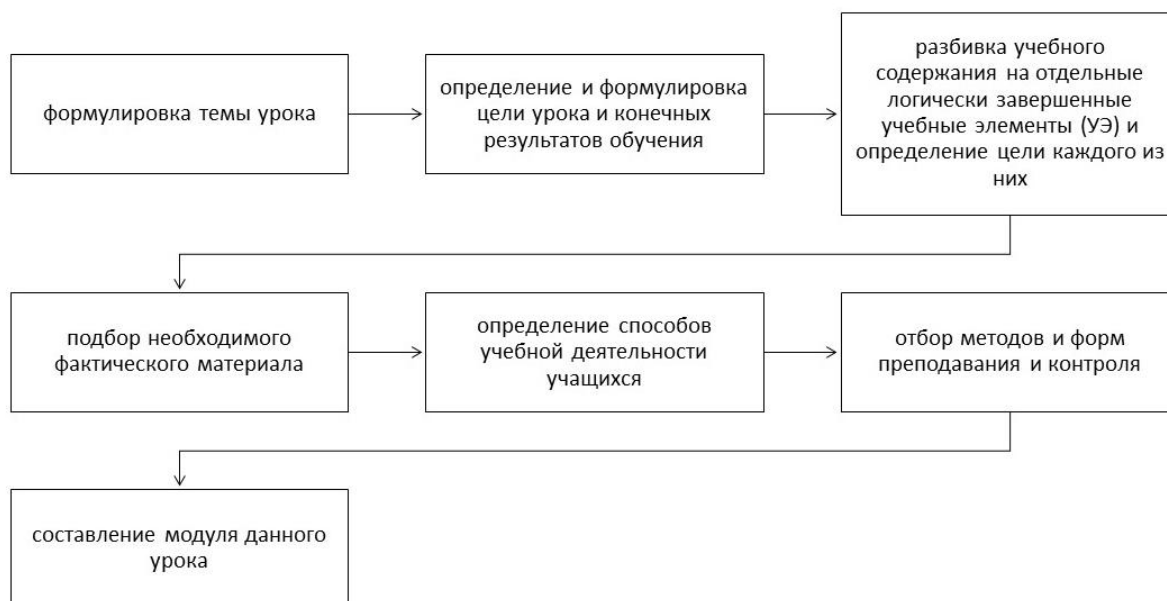 формулировка темы урока
определение и формулировка
цели урока и конечных
результатов обучения
разбивка учебного
содержания на отдельные
логически завершенные
учебные элементы (УЭ) и
определение цели каждого из
них
подбор необходимого
фактического материала
определение способов
учебной деятельности
учащихся
отбор методов и форм
преподавания и контроля
составление модуля данного
урока